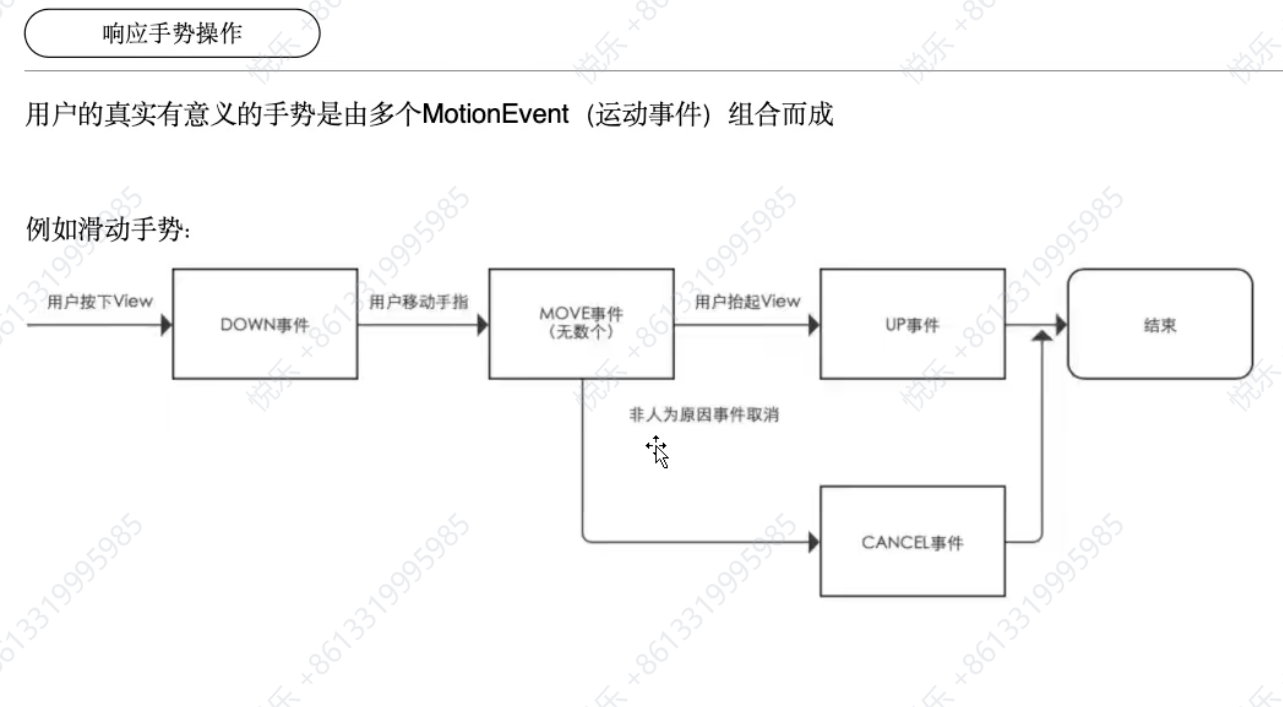 响应手势操作
用户的真实有意义的手势是由多个MotionEvent（运动事件）组合而成
例如滑动手势:
用户按下View
DOWN事件
用户移动手指
MOVE事件
（无数个）
用户抬起View
UP事件
结束
非人为原因事件取消
CANCEL事件
悦乐 +8613319995985